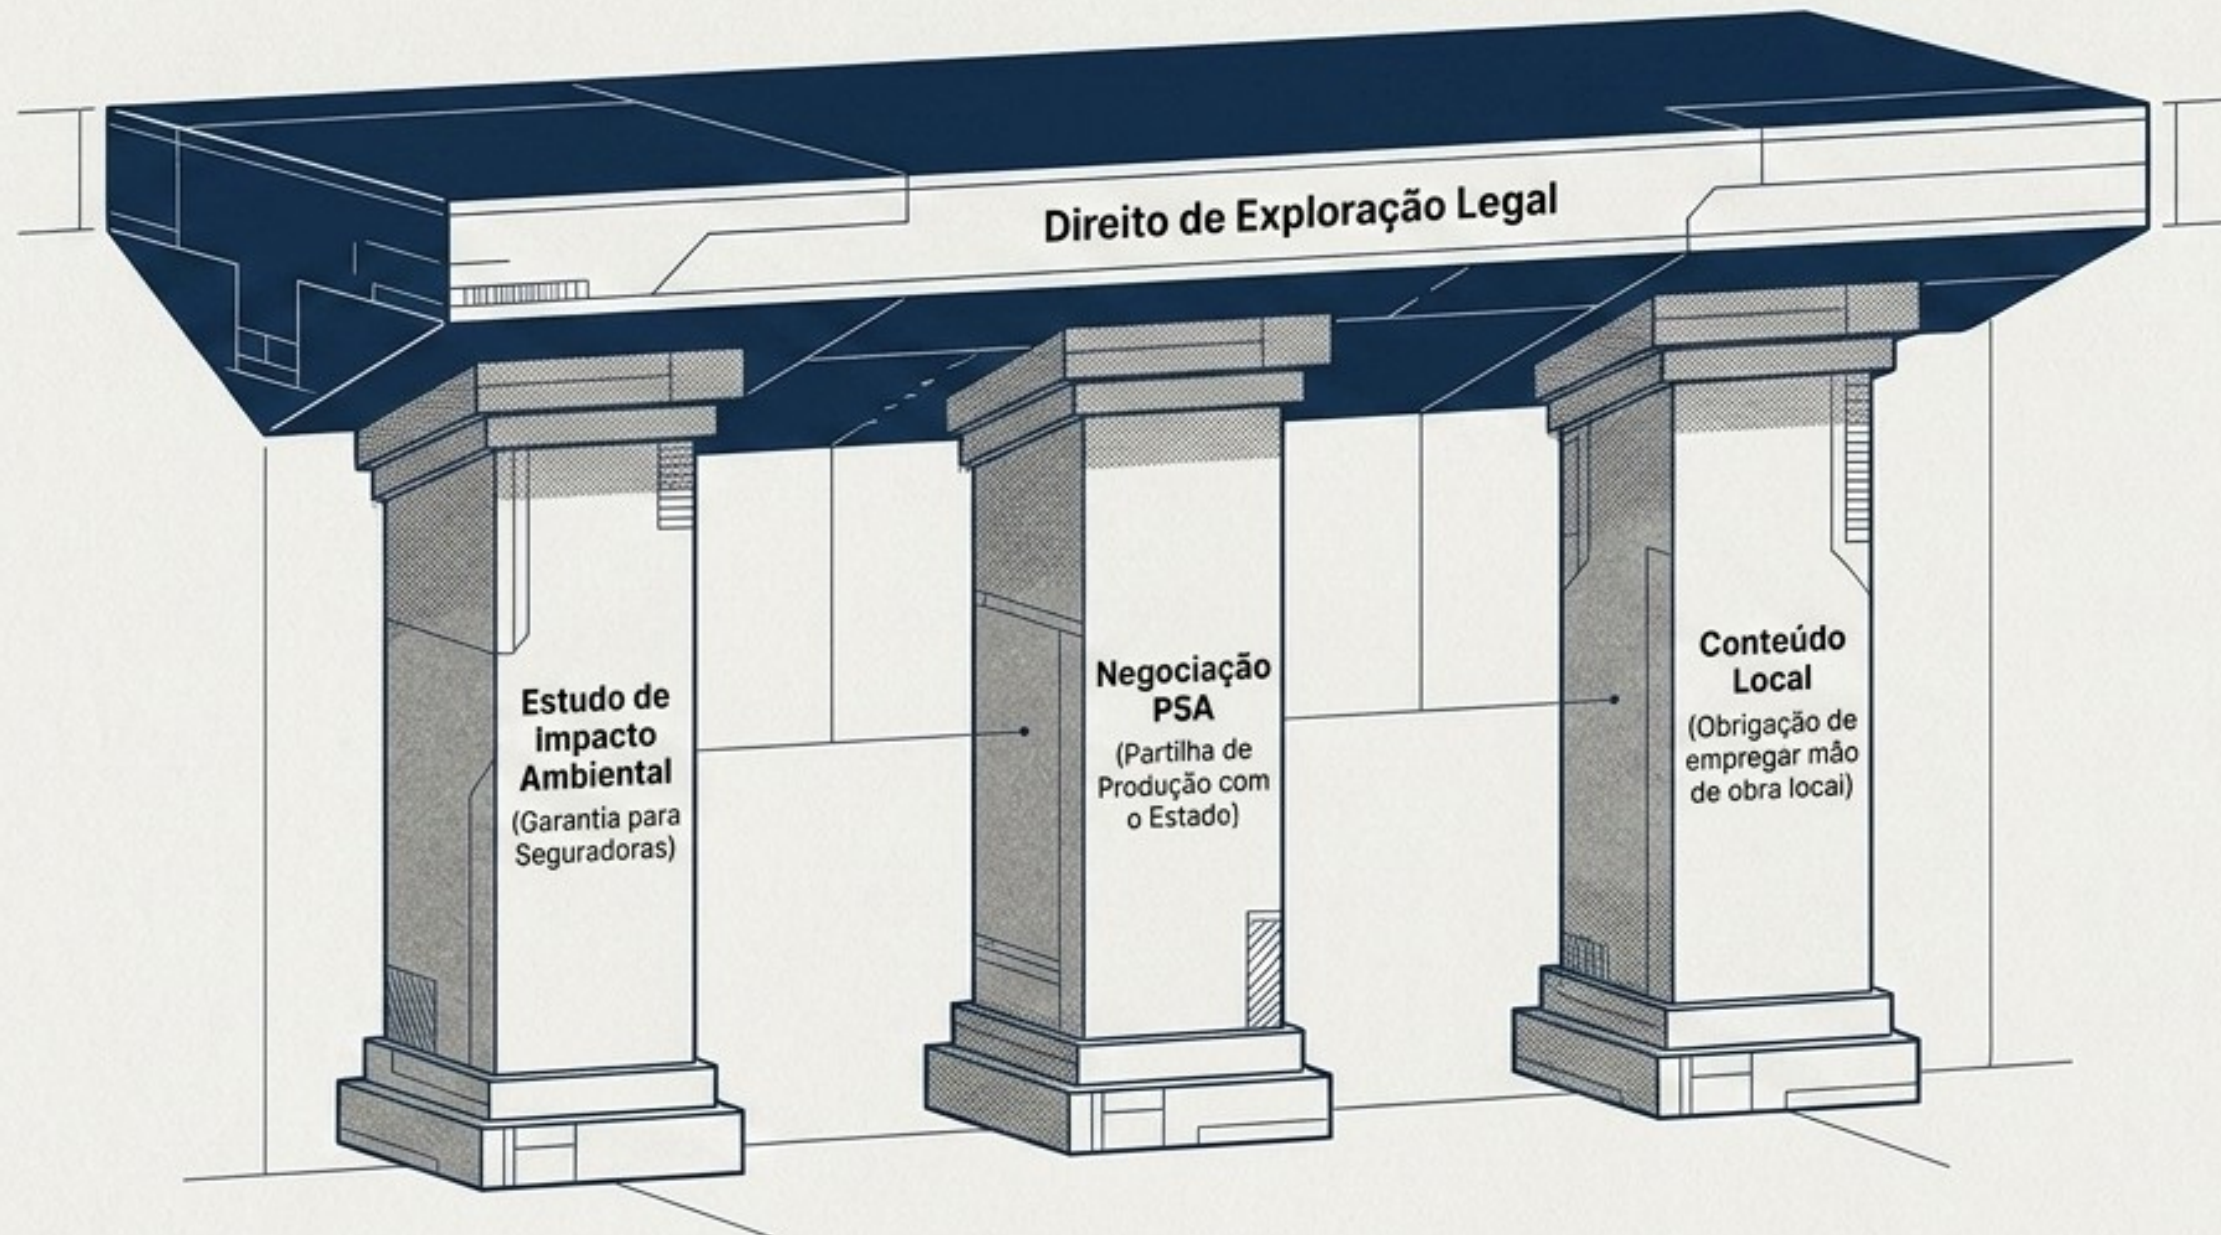 Direito de Exploração Legal
Estudo de
impacto
Ambiental
(Garantia para
Seguradoras)
Negociação
PSA
(Partilha de
Produção com
o Estado)
Conteúdo
Local
(Obrigação de
empregar mão
de obra locai)